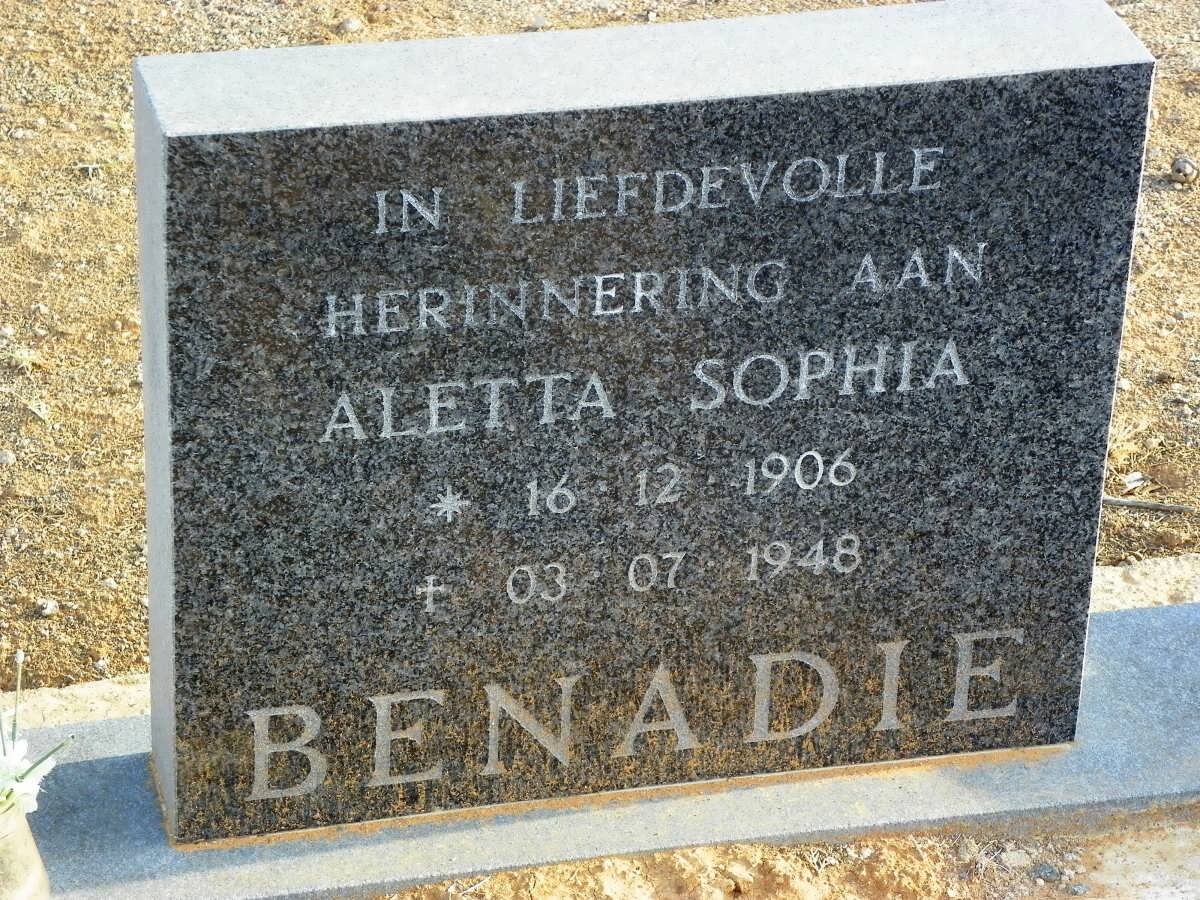 IN LIEFDEVOLLE
HERINNERING AAN
ALETTA SOPHIA
* 16·12·1906
† 03·07·1948
BENADIE